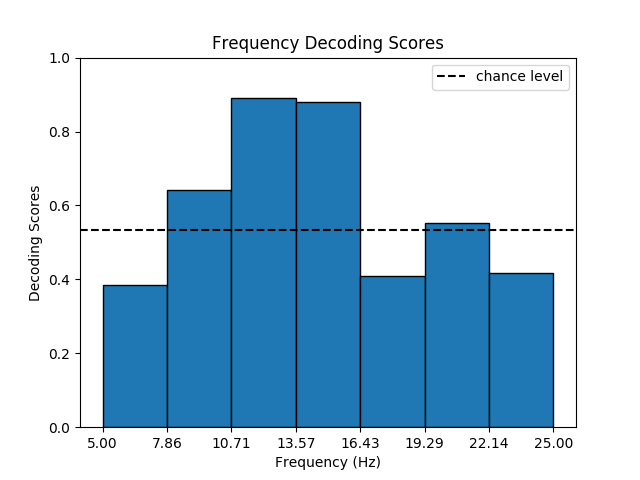 Frequency Decoding Scores
chance level
1.0
0.8
0.6
0.4
0.2
0.0
Decoding Scores
5.00 7.86 10.71 13.57 16.43 19.29 22.14 25.00
Frequency (Hz)